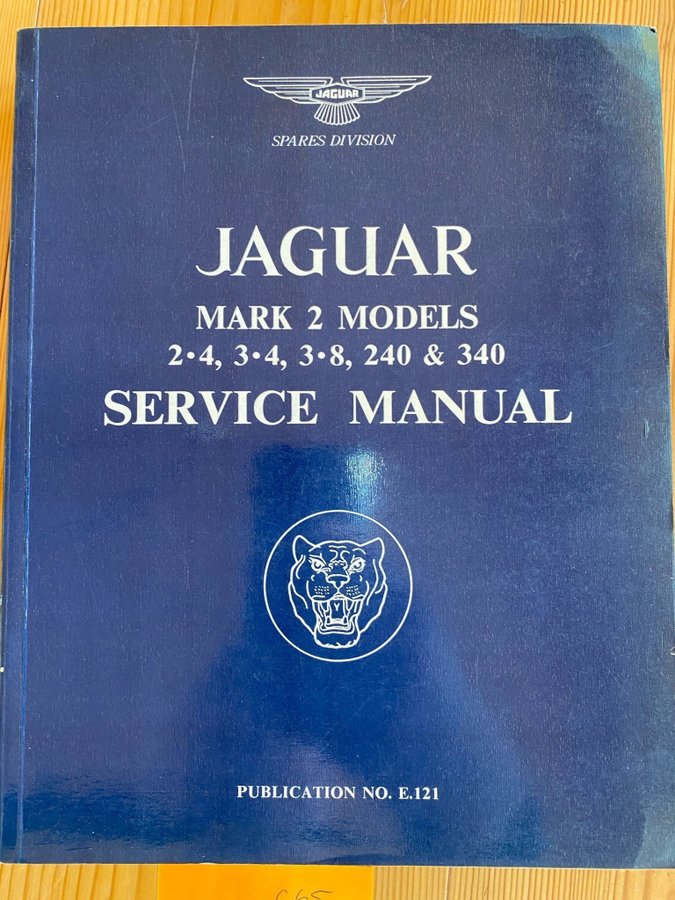 JAGUAR
SPARES DIVISION
JAGUAR
MARK 2 MODELS
2·4, 3·4, 3·8, 240 & 340
SERVICE MANUAL
PUBLICATION NO. E.121